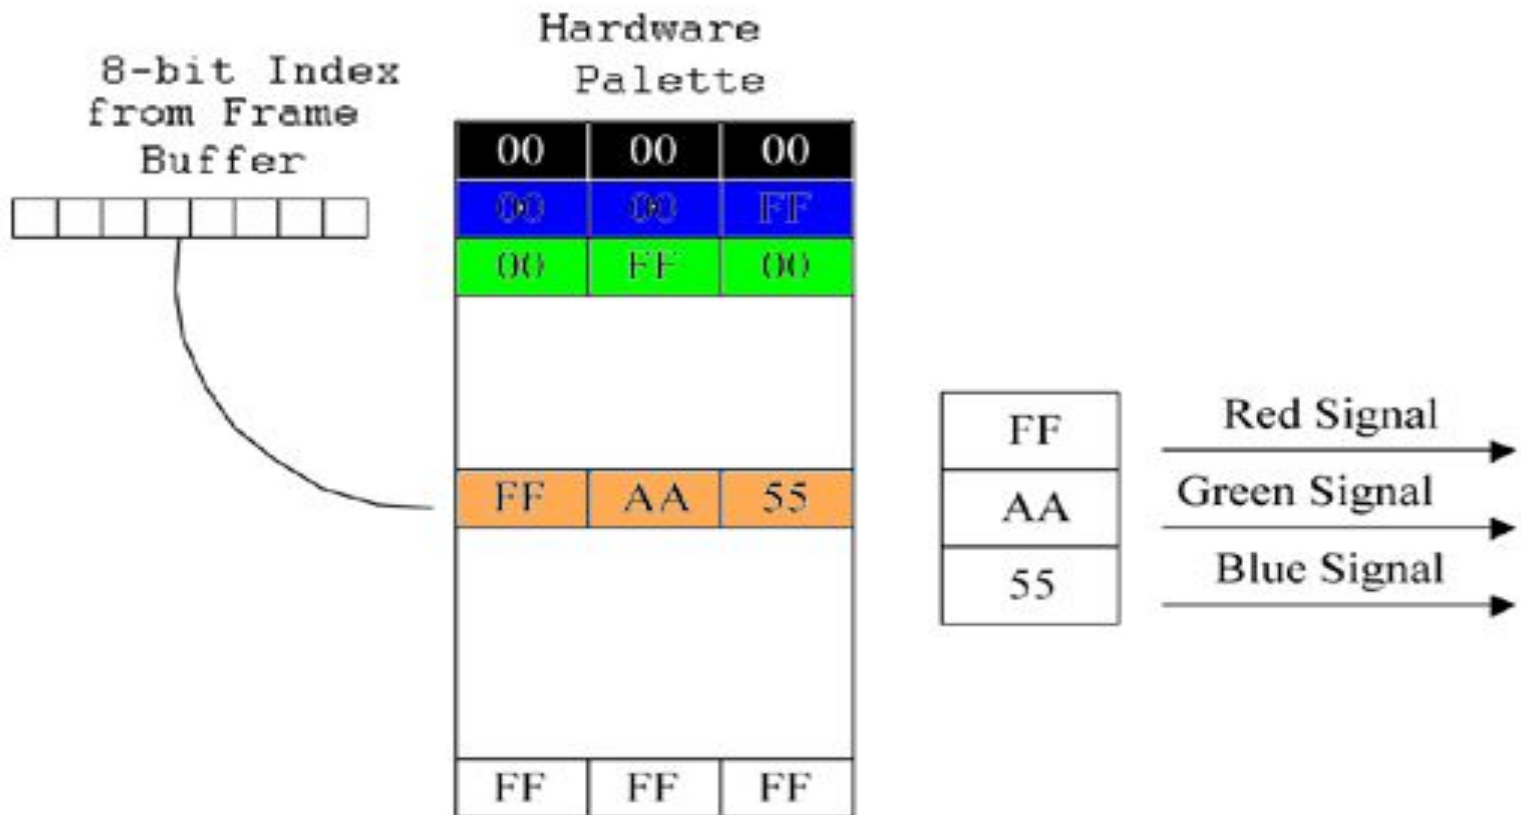 Hardware
Palette
8-bit Index
from Frame
Buffer
00 00 00
00 00 FF
00 FF 00
FF AA 55
FF FF FF
FF
AA
55
Red Signal
Green Signal
Blue Signal